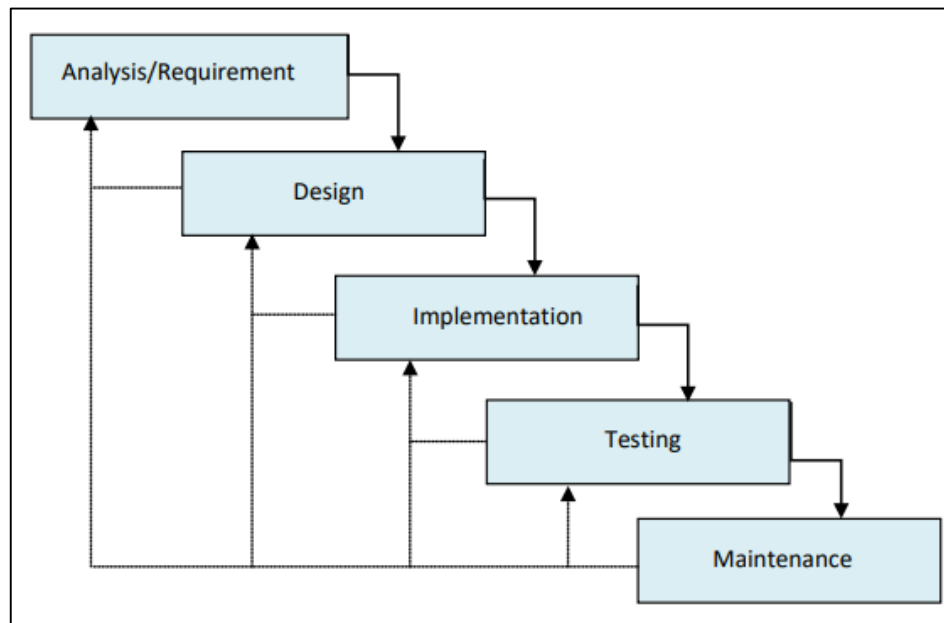 Analysis/Requirement
Design
Implementation
Testing
Maintenance